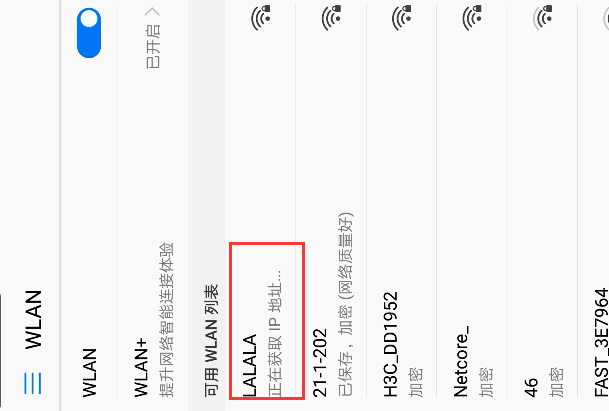 WLAN
WLAN
WLAN+
提升网络智能连接体验
已开启
可用 WLAN 列表
LALALA
正在获取 IP 地址...
21-1-202
已保存，加密 (网络质量好)
H3C_DD1952
加密
Netcore_
加密
46
加密
FAST_3E7964